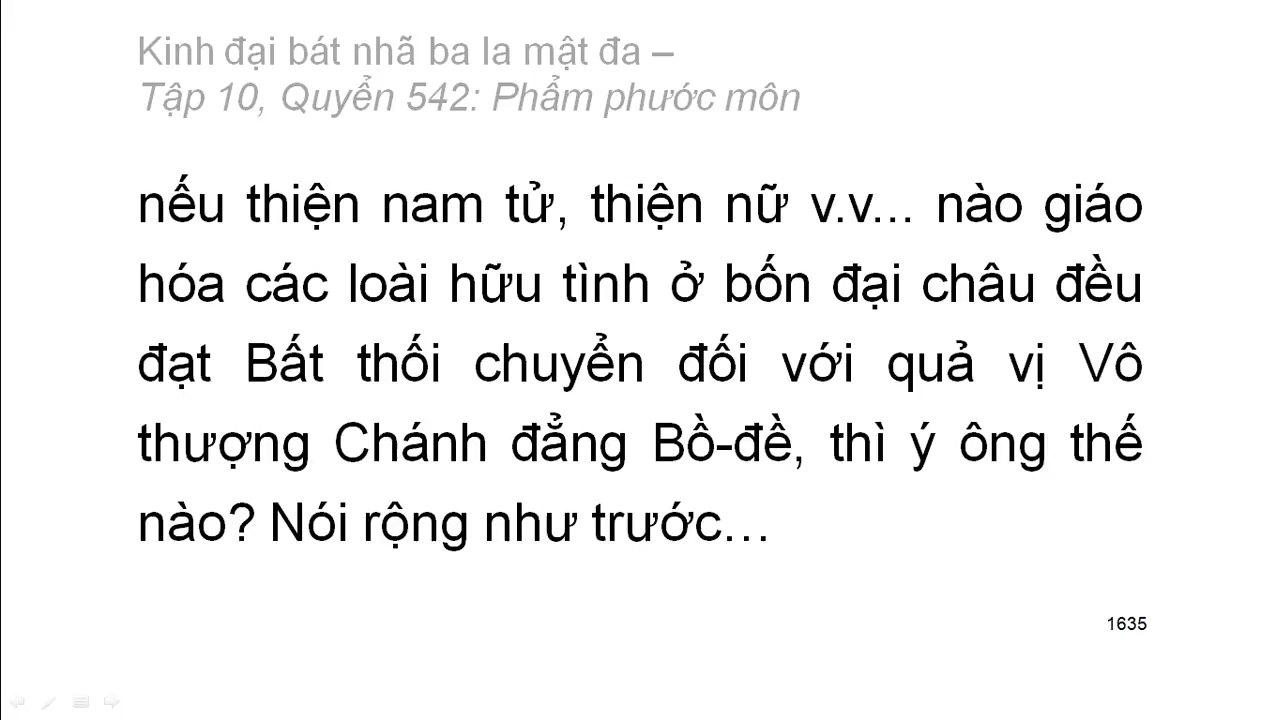 Kinh đại bát nhã ba la mật đa –
Tập 10, Quyển 542: Phẩm phước môn
nếu thiện nam tử, thiện nữ v.v... nào giáo
hóa các loài hữu tình ở bốn đại châu đều
đạt Bất thối chuyển đối với quả vị Vô
thượng Chánh đẳng Bồ-đề, thì ý ông thế
nào? Nói rộng như trước…
1635